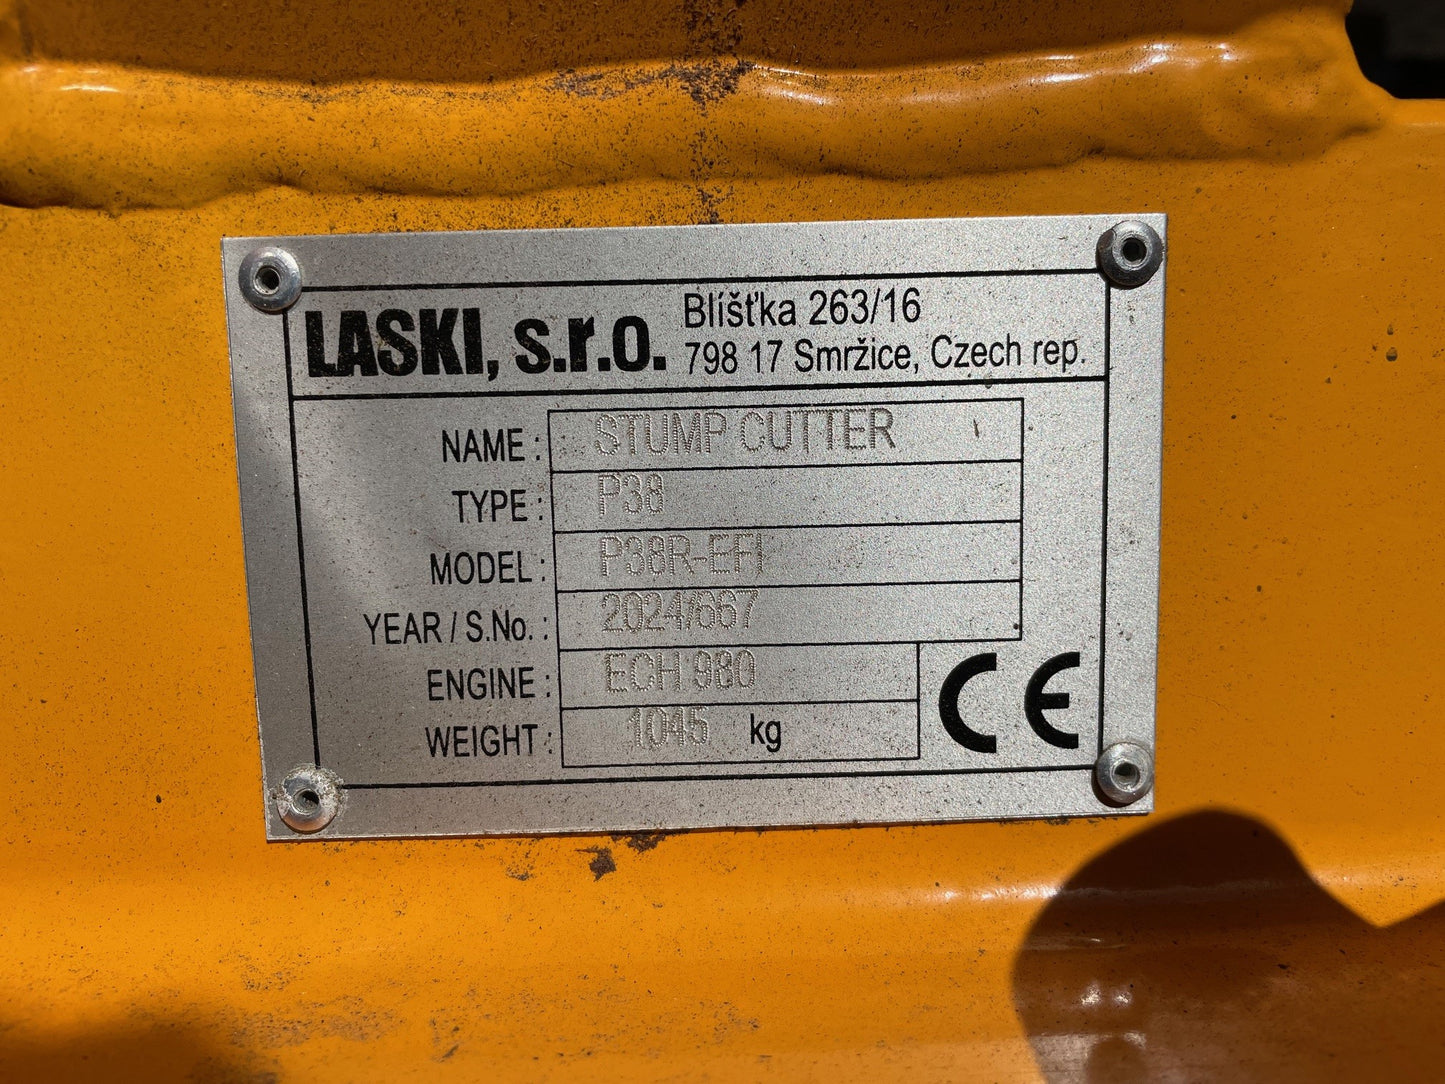 LASKI, s.r.o.
Blíšťka 263/16
798 17 Smržice, Czech rep.
NAME : STUMP CUTTER
TYPE : P38
MODEL : P38R-EFI
YEAR / S.No. : 2024/667
ENGINE : ECH 980
WEIGHT : 1045 kg
CE